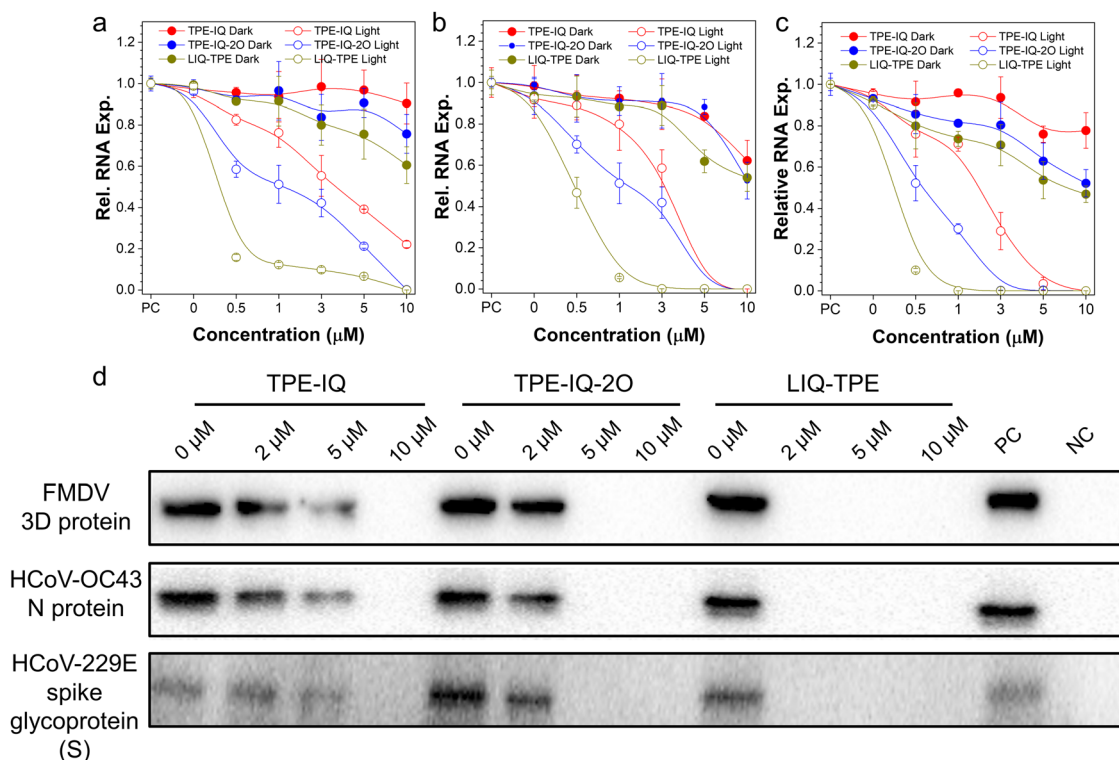 a
TPE-IQ Dark
TPE-IQ Light
TPE-IQ-2O Dark
TPE-IQ-2O Light
LIQ-TPE Dark
LIQ-TPE Light
Rel. RNA Exp.
1.2
1.0
0.8
0.6
0.4
0.2
0.0
PC 0 0.5 1 3 5 10
Concentration (μM)
b
TPE-IQ Dark
TPE-IQ Light
TPE-IQ-2O Dark
TPE-IQ-2O Light
LIQ-TPE Dark
LIQ-TPE Light
Rel. RNA Exp.
1.2
1.0
0.8
0.6
0.4
0.2
0.0
PC 0 0.5 1 3 5 10
Concentration (μM)
c
TPE-IQ Dark
TPE-IQ Light
TPE-IQ-2O Dark
TPE-IQ-2O Light
LIQ-TPE Dark
LIQ-TPE Light
Relative RNA Exp.
1.2
1.0
0.8
0.6
0.4
0.2
0.0
PC 0 0.5 1 3 5 10
Concentration (μM)
d
TPE-IQ
TPE-IQ-2O
LIQ-TPE
0 μM 2 μM 5 μM 10 μM 0 μM 2 μM 5 μM 10 μM 0 μM 2 μM 5 μM 10 μM PC NC
FMDV
3D protein
HCoV-OC43
N protein
HCoV-229E
spike
glycoprotein
(S)